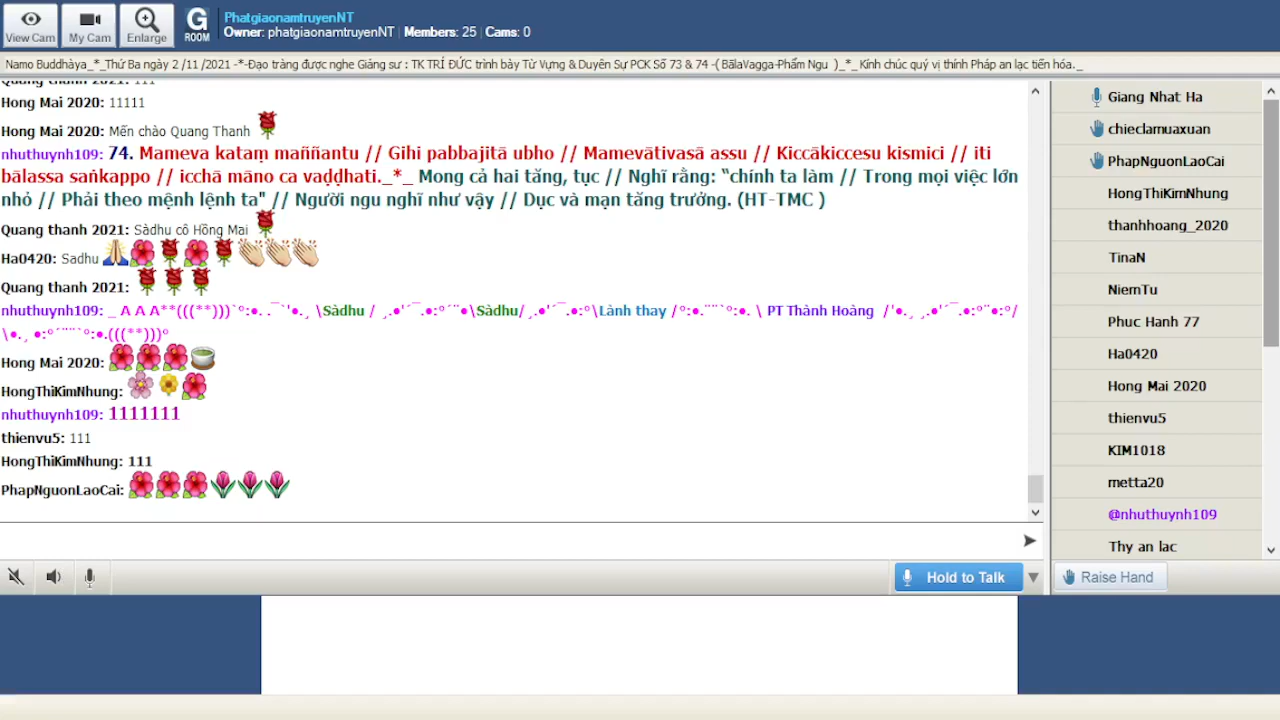 View Cam
My Cam
Enlarge
G
ROOM
PhatgiaonamtruyenNT
Owner: phatgiaonamtruyenNT | Members: 25 | Cams: 0
Namo Buddhàya_*_Thứ Ba ngày 2 /11 /2021 -*-Đạo tràng được nghe Giảng sư : TK TRÍ ĐỨC trình bày Từ Vựng & Duyên Sự PCK Số 73 & 74 -( BālaVagga-Phẩm Ngu )_*_ Kính chúc quý vị thính Pháp an lạc tiến hóa._
Quang thanh 2021: 111
Hong Mai 2020: 11111
Hong Mai 2020: Mến chào Quang Thanh
nhuthuynh109: 74. Mameva kataṃ maññantu // Gihi pabbajitā ubho // Mamevātivasā assu // Kiccākiccesu kismici // iti
bālassa saṅkappo // icchā māno ca vaḍḍhati._*_ Mong cả hai tăng, tục // Nghĩ rằng: “chính ta làm // Trong mọi việc lớn
nhỏ // Phải theo mệnh lệnh ta" // Người ngu nghĩ như vậy // Dục và mạn tăng trưởng. (HT-TMC )
Quang thanh 2021: Sàdhu cô Hồng Mai
Ha0420: Sadhu
Quang thanh 2021:
nhuthuynh109: _ A A A**(((**)))`°:•. .¯`'•.¸ \Sàdhu / ¸.•'´¯.•:°´¨•\Sàdhu/¸.•'´¯.•:°\Lành thay /°:•.¨¨`°:•. \ PT Thành Hoàng /'•.¸ ¸.•'´¯.•:°¨•:°/
\•.¸ •:°´¨¨`°:•.(((**)))°
Hong Mai 2020:
HongThiKimNhung:
nhuthuynh109: 1111111
thienvu5: 111
HongThiKimNhung: 111
PhapNguonLaoCai:
Hold to Talk
Giang Nhat Ha
chieclamuaxuan
PhapNguonLaoCai
HongThiKimNhung
thanhhoang_2020
TinaN
NiemTu
Phuc Hanh 77
Ha0420
Hong Mai 2020
thienvu5
KIM1018
metta20
@nhuthuynh109
Thy an lac
Raise Hand